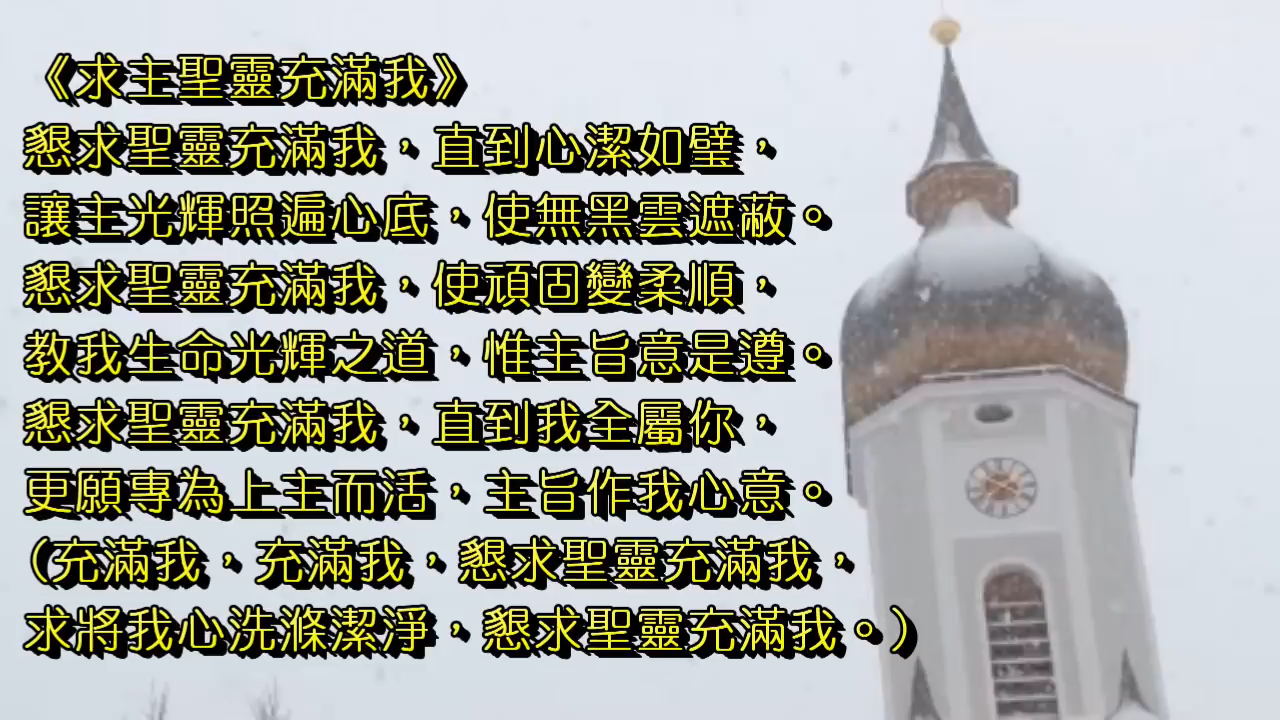 《求主聖靈充滿我》
懇求聖靈充滿我，直到心潔如璧，
讓主光輝照遍心底，使無黑雲遮蔽。
懇求聖靈充滿我，使頑固變柔順，
教我生命光輝之道，惟主旨意是遵。
懇求聖靈充滿我，直到我全屬你，
更願專為上主而活，主旨作我心意。
(充滿我，充滿我，懇求聖靈充滿我，
求將我心洗滌潔淨，懇求聖靈充滿我。)